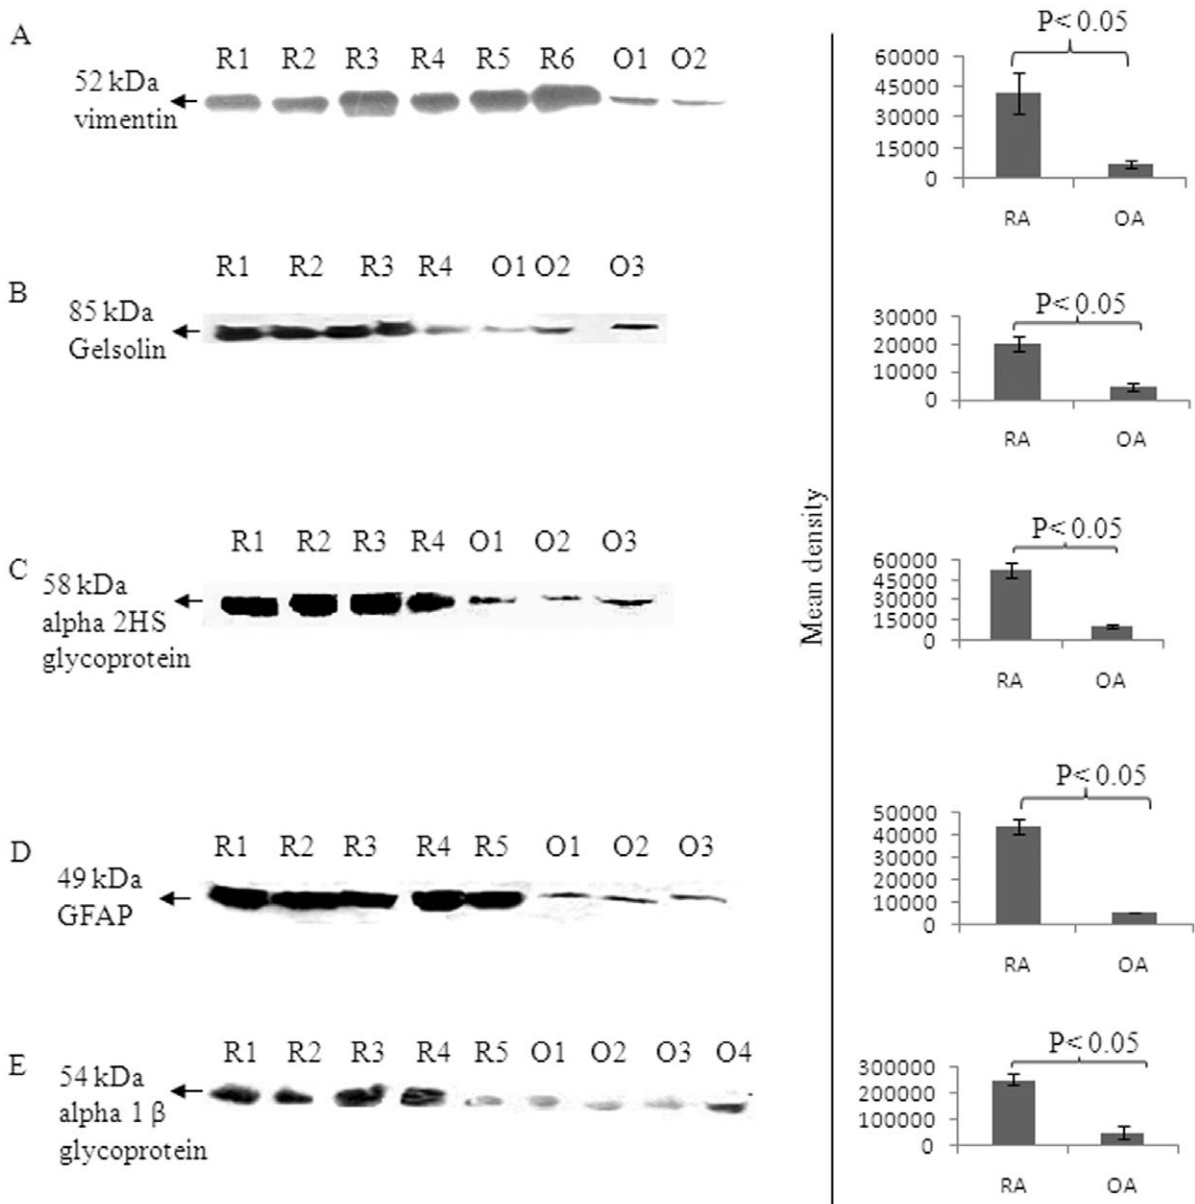 A
R1 R2 R3 R4 R5 R6 O1 O2
52 kDa
vimentin
P< 0.05
60000
45000
30000
15000
0
RA OA
B
R1 R2 R3 R4 O1 O2 O3
85 kDa
Gelsolin
P< 0.05
30000
20000
10000
0
RA OA
Mean density
C
R1 R2 R3 R4 O1 O2 O3
58 kDa
alpha 2HS
glycoprotein
P< 0.05
60000
45000
30000
15000
0
RA OA
D
R1 R2 R3 R4 R5 O1 O2 O3
49 kDa
GFAP
P< 0.05
50000
40000
30000
20000
10000
0
RA OA
E
R1 R2 R3 R4 R5 O1 O2 O3 O4
54 kDa
alpha 1 β
glycoprotein
P< 0.05
300000
200000
100000
0
RA OA